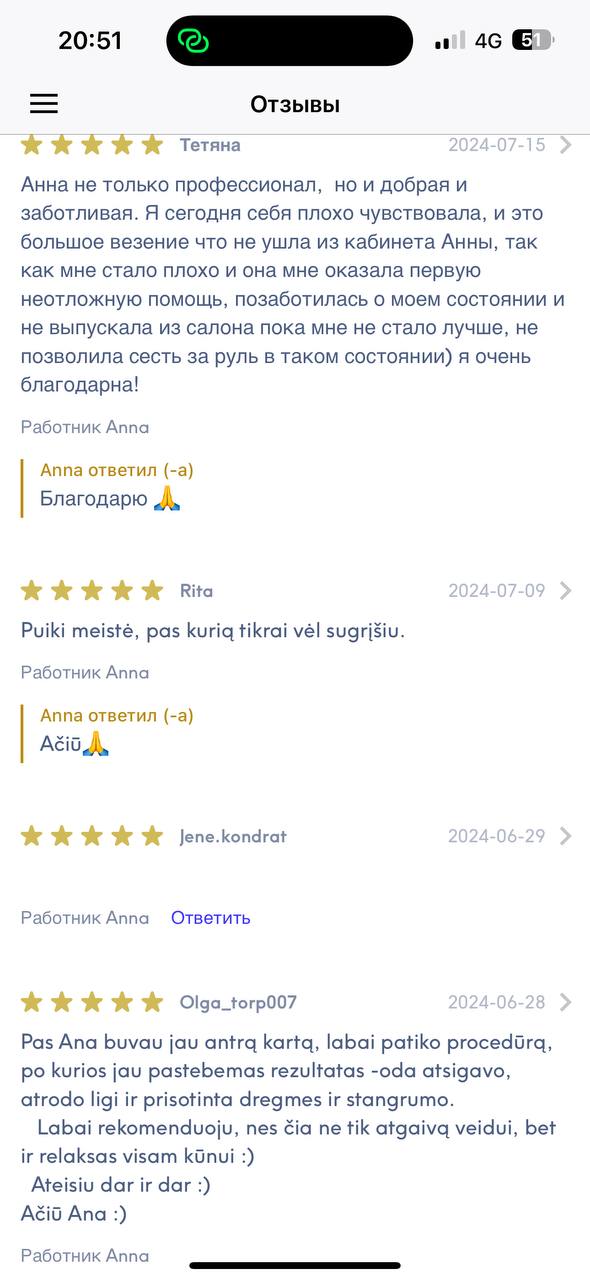 20:51
4G
51
Отзывы
Тетяна
2024-07-15
Анна не только профессионал,  но и добрая и
заботливая. Я сегодня себя плохо чувствовала, и это
большое везение что не ушла из кабинета Анны, так
как мне стало плохо и она мне оказала первую
неотложную помощь, позаботилась о моем состоянии и
не выпускала из салона пока мне не стало лучше, не
позволила сесть за руль в таком состоянии) я очень
благодарна!
Работник Anna
Anna ответил (-а)
Благодарю 🙏
Rita
2024-07-09
Puiki meistė, pas kurią tikrai vėl sugrįšiu.
Работник Anna
Anna ответил (-а)
Ačiū🙏
Jene.kondrat
2024-06-29
Работник Anna
Ответить
Olga_torp007
2024-06-28
Pas Ana buvau jau antrą kartą, labai patiko procedūrą,
po kurios jau pastebemas rezultatas -oda atsigavo,
atrodo ligi ir prisotinta dregmes ir stangrumo.
Labai rekomenduoju, nes čia ne tik atgaivą veidui, bet
ir relaksas visam kūnui :)
Ateisiu dar ir dar :)
Ačiū Ana :)
Работник Anna